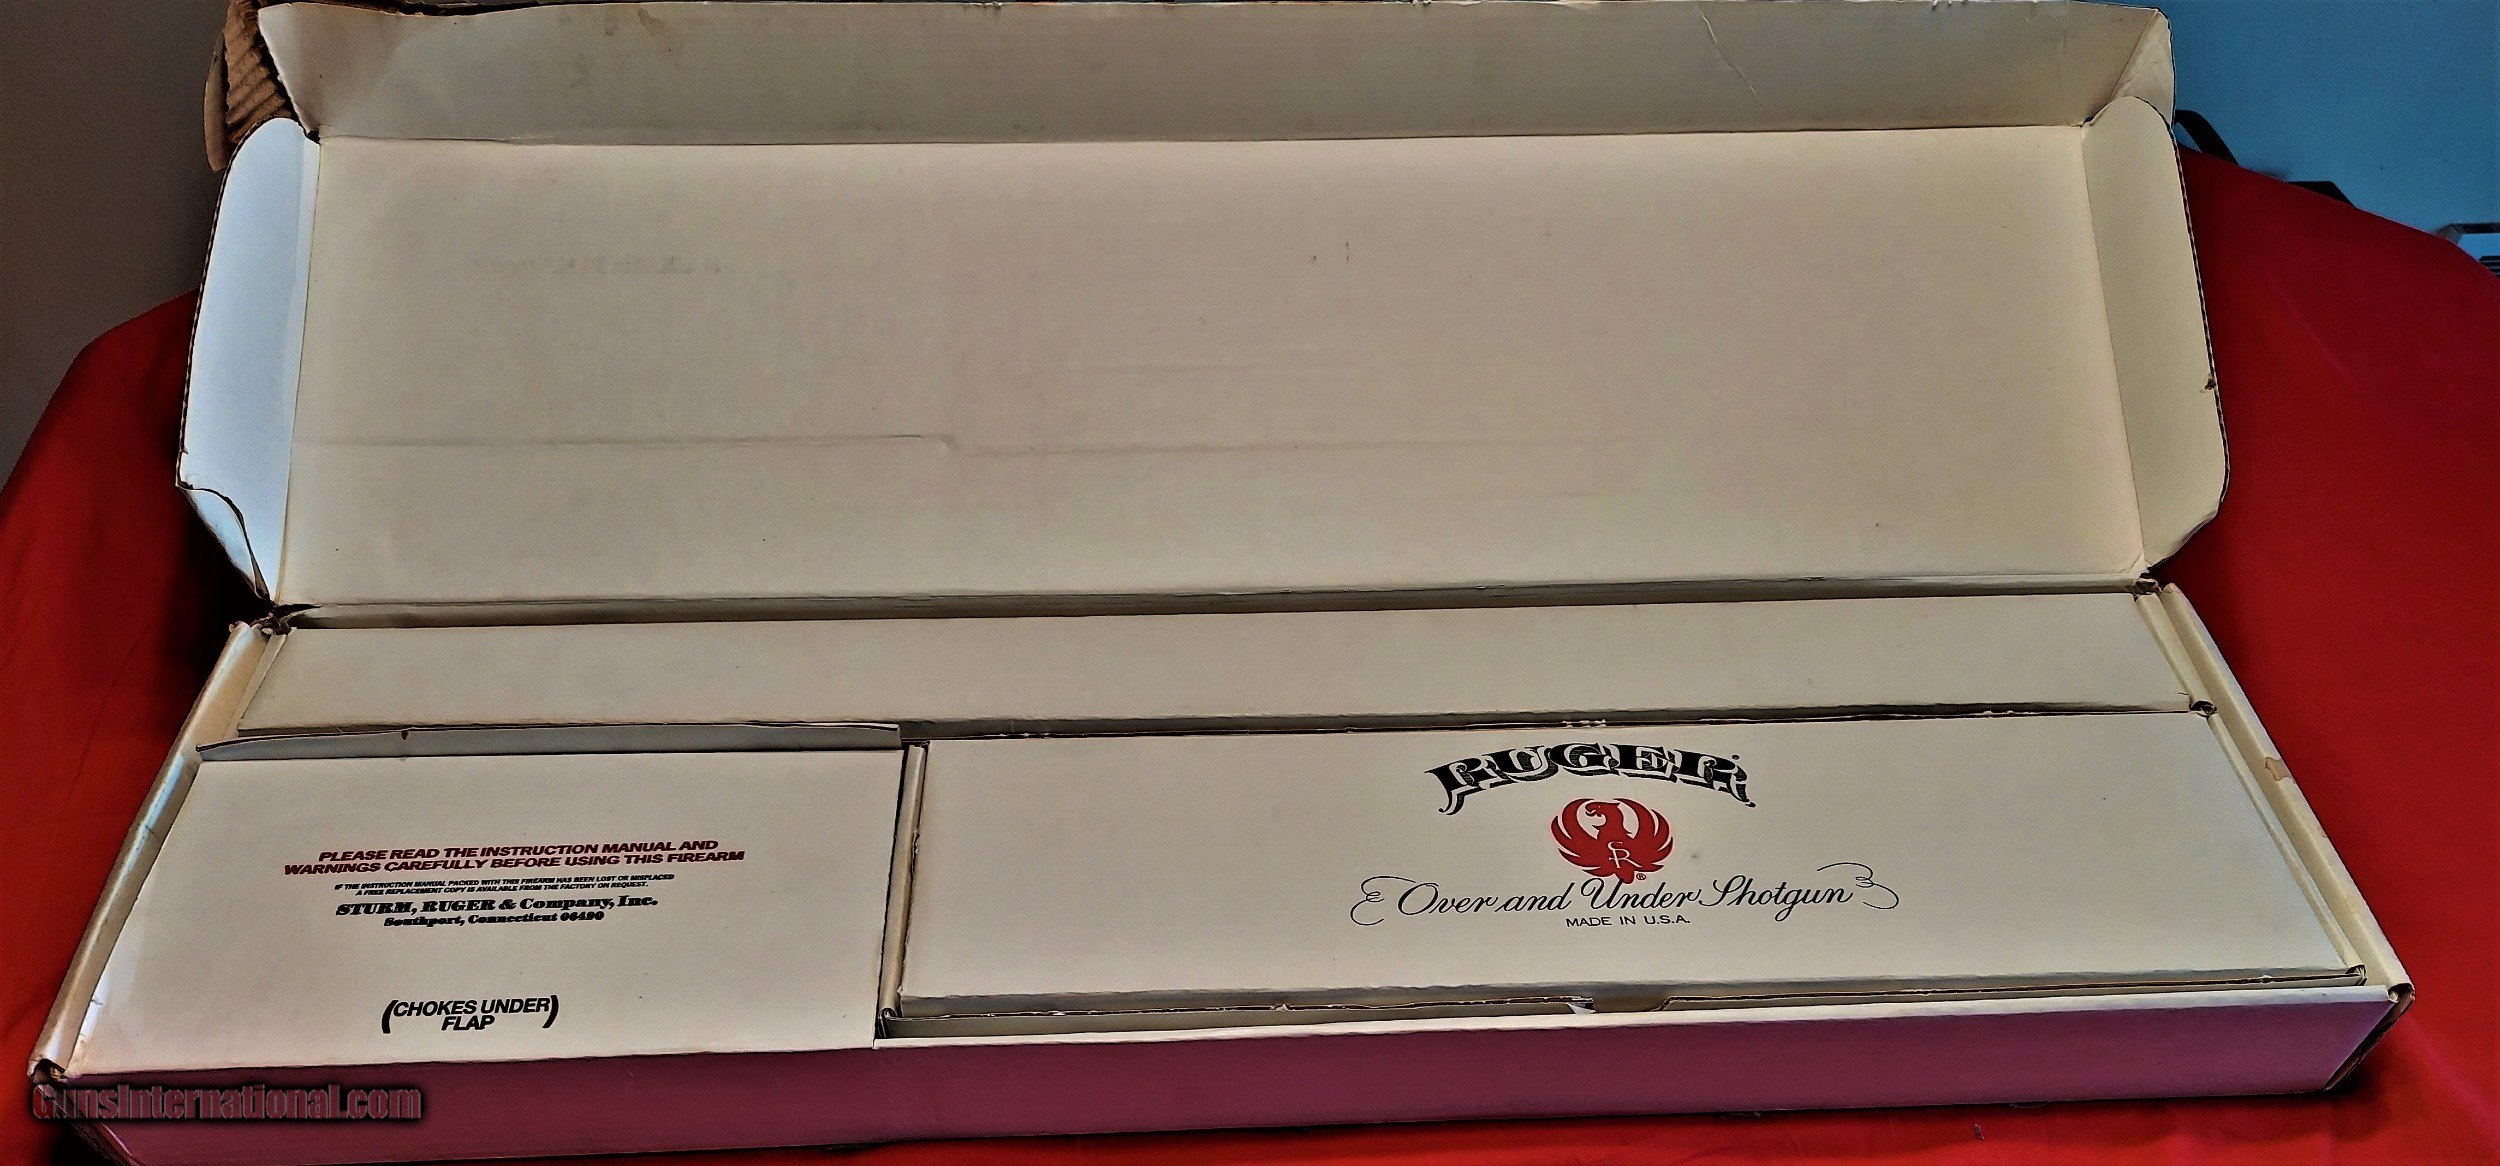 RUGER
SR
®
Over and Under Shotgun
MADE IN U.S.A.
PLEASE READ THE INSTRUCTION MANUAL AND
WARNINGS CAREFULLY BEFORE USING THIS FIREARM
IF THE INSTRUCTION MANUAL PACKED WITH THIS FIREARM HAS BEEN LOST OR MISPLACED
A FREE REPLACEMENT COPY IS AVAILABLE FROM THE FACTORY ON REQUEST.
STURM, RUGER & Company, Inc.
Southport, Connecticut 06490
(CHOKES UNDER
FLAP)
GunsInternational.com